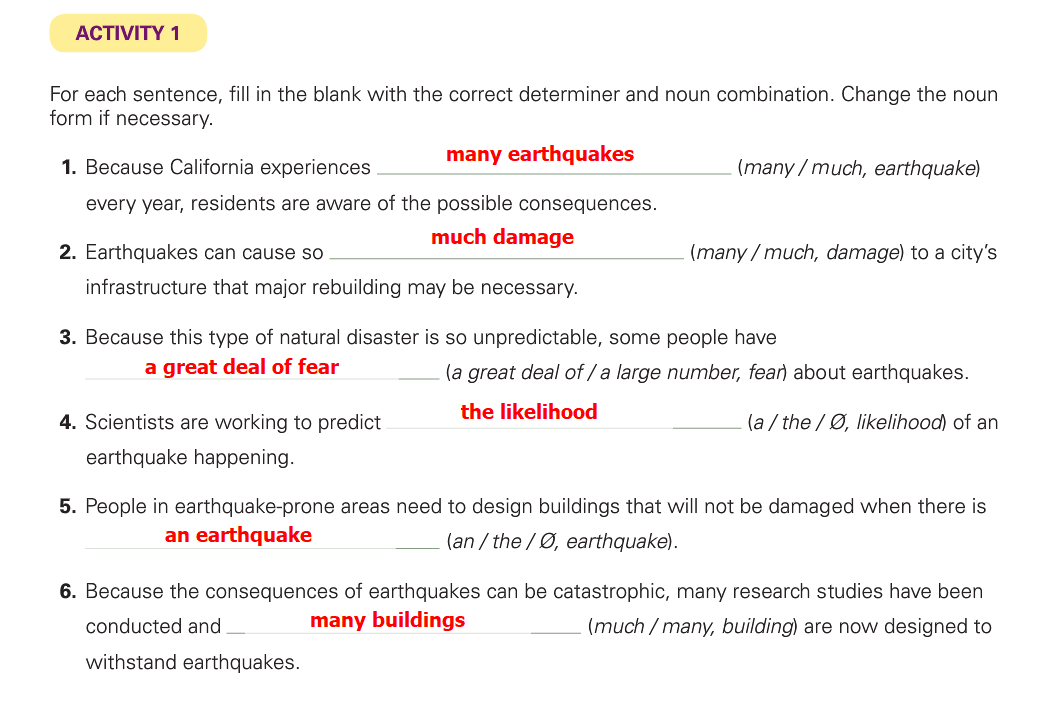 ACTIVITY 1
For each sentence, fill in the blank with the correct determiner and noun combination. Change the noun
form if necessary.
1. Because California experiences many earthquakes (many / much, earthquake)
every year, residents are aware of the possible consequences.
2. Earthquakes can cause so much damage (many / much, damage) to a city's
infrastructure that major rebuilding may be necessary.
3. Because this type of natural disaster is so unpredictable, some people have
a great deal of fear (a great deal of / a large number, fear) about earthquakes.
4. Scientists are working to predict the likelihood (a / the / Ø, likelihood) of an
earthquake happening.
5. People in earthquake-prone areas need to design buildings that will not be damaged when there is
an earthquake (an / the / Ø, earthquake).
6. Because the consequences of earthquakes can be catastrophic, many research studies have been
conducted and many buildings (much / many, building) are now designed to
withstand earthquakes.